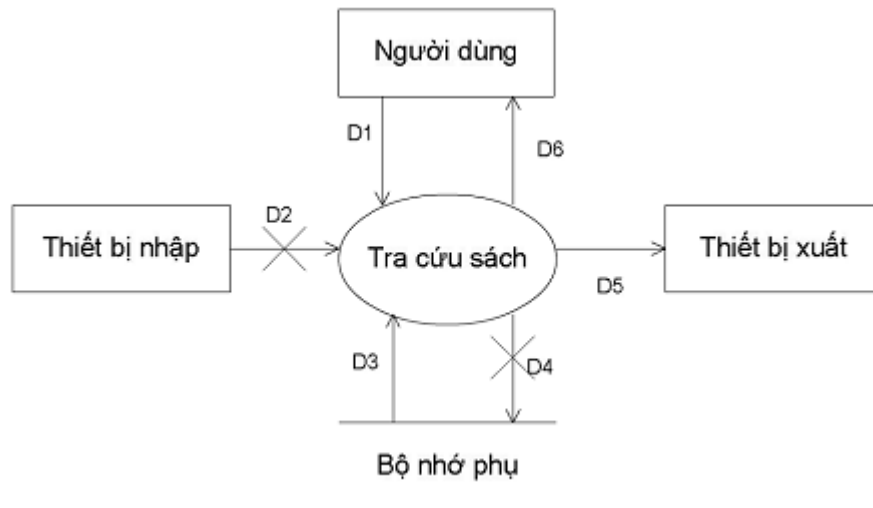 Người dùng
D1
D6
D2
Thiết bị nhập
Tra cứu sách
Thiết bị xuất
D5
D3
D4
Bộ nhớ phụ